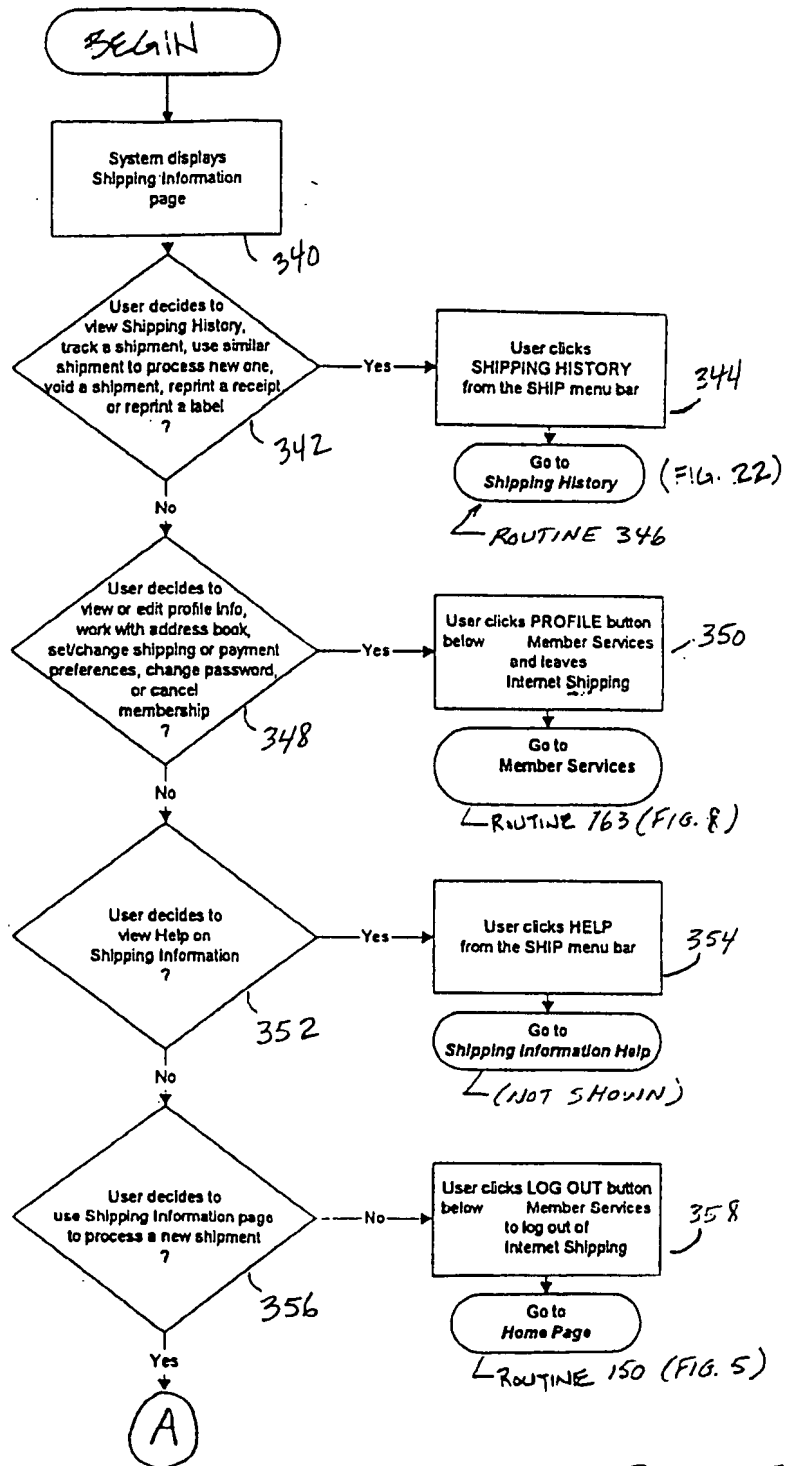 BEGIN
System displays
Shipping Information
page
340
User decides to
view Shipping History,
track a shipment, use similar
shipment to process new one,
void a shipment, reprint a receipt,
or reprint a label
?
342
Yes
User clicks
SHIPPING HISTORY
from the SHIP menu bar
344
Go to
Shipping History
(FIG. 22)
ROUTINE 346
No
User decides to
view or edit profile info,
work with address book,
set/change shipping or payment
preferences, change password,
or cancel
membership
?
348
Yes
User clicks PROFILE button
below Member Services
and leaves
Internet Shipping
350
Go to
Member Services
ROUTINE 163 (FIG. 8)
No
User decides to
view Help on
Shipping Information
?
352
Yes
User clicks HELP
from the SHIP menu bar
354
Go to
Shipping Information Help
(NOT SHOWN)
No
User decides to
use Shipping Information page
to process a new shipment
?
356
No
User clicks LOG OUT button
below Member Services
to log out of
Internet Shipping
358
Go to
Home Page
ROUTINE 150 (FIG. 5)
Yes
A